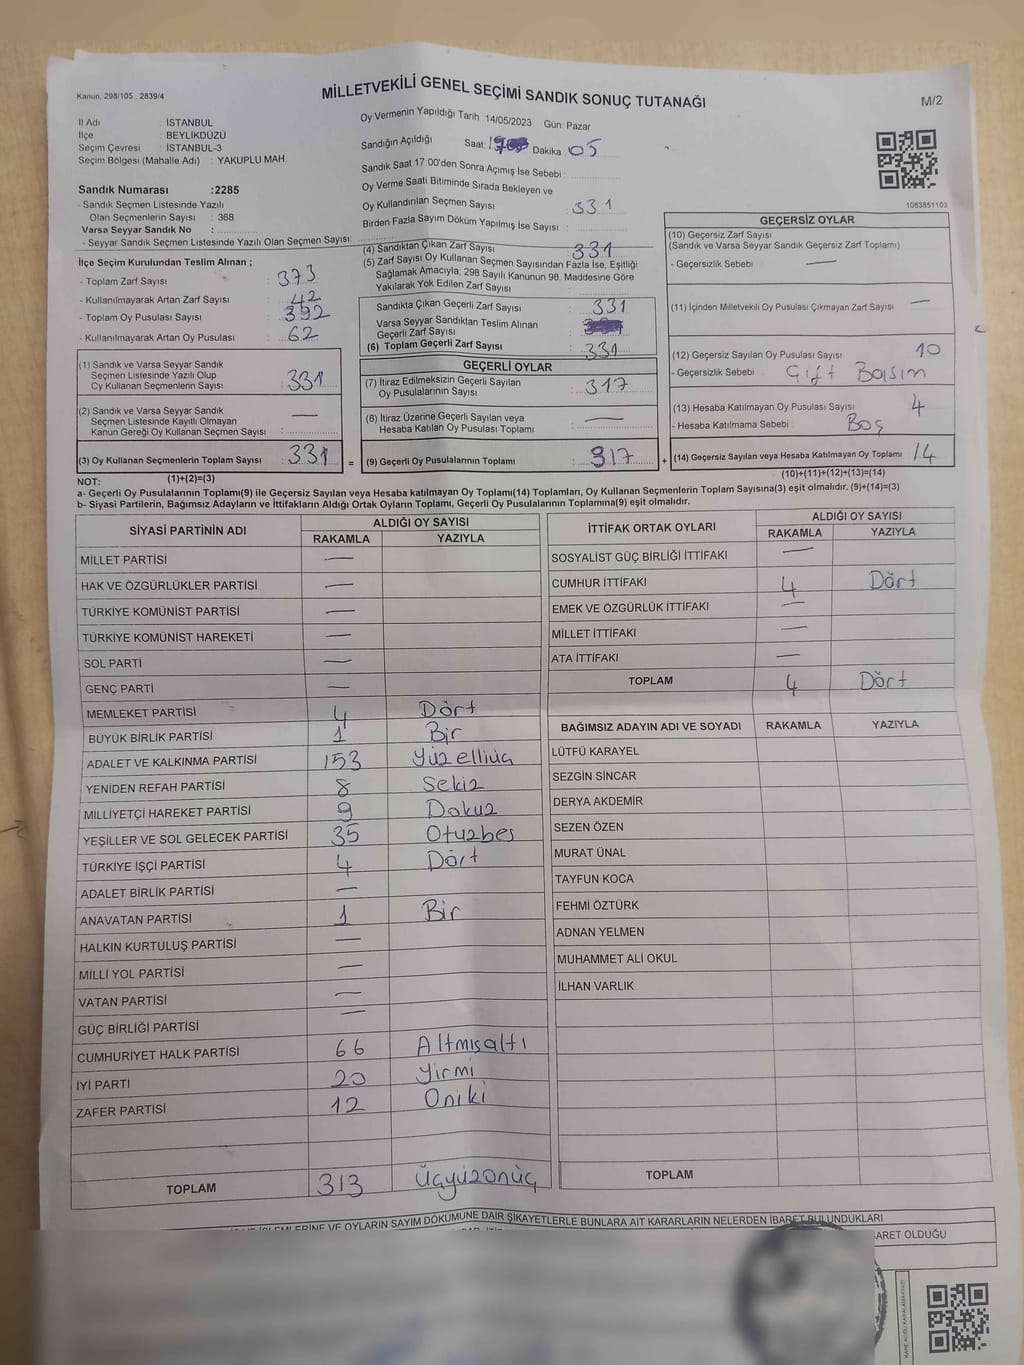 Kanun, 298/105 , 2839/4
MİLLETVEKİLİ GENEL SEÇİMİ SANDIK SONUÇ TUTANAĞI
M/2
İl Adı : İSTANBUL
İlçe : BEYLİKDÜZÜ
Seçim Çevresi : İSTANBUL-3
Seçim Bölgesi (Mahalle Adı) : YAKUPLU MAH.
Sandık Numarası :2285
- Sandık Seçmen Listesinde Yazılı
Olan Seçmenlerin Sayısı : 368
Varsa Seyyar Sandık No :
- Seyyar Sandık Seçmen Listesinde Yazılı Olan Seçmen Sayısı:
Oy Vermenin Yapıldığı Tarih :14/05/2023 Gün: Pazar
Sandığın Açıldığı Saat: Dakika : 05
Sandık Saat 17:00'den Sonra Açımış İse Sebebi :
Oy Verme Saati Bitiminde Sırada Bekleyen ve
Oy Kullandırılan Seçmen Sayısı : 331
Birden Fazla Sayım Döküm Yapılmış İse Sayısı :
1083851103
İlçe Seçim Kurulundan Teslim Alınan ;
- Toplam Zarf Sayısı : 373
- Kullanılmayarak Artan Zarf Sayısı : 42
- Toplam Oy Pusulası Sayısı : 392
- Kullanılmayarak Artan Oy Pusulası : 62
(4) Sandıktan Çıkan Zarf Sayısı : 331
(5) Zarf Sayısı Oy Kullanan Seçmen Sayısından Fazla İse, Eşitliği
Sağlamak Amacıyla, 298 Sayılı Kanunun 98. Maddesine Göre
Yakılarak Yok Edilen Zarf Sayısı :
Sandıkta Çıkan Geçerli Zarf Sayısı : 331
Varsa Seyyar Sandıktan Teslim Alınan
Geçerli Zarf Sayısı :
(6) Toplam Geçerli Zarf Sayısı : 331
GEÇERSİZ OYLAR
(10) Geçersiz Zarf Sayısı
(Sandık ve Varsa Seyyar Sandık Geçersiz Zarf Toplamı)
- Geçersizlik Sebebi : —
(11) İçinden Milletvekili Oy Pusulası Çıkmayan Zarf Sayısı : —
(12) Geçersiz Sayılan Oy Pusulası Sayısı : 10
- Geçersizlik Sebebi : Çift Basım
(13) Hesaba Katılmayan Oy Pusulası Sayısı : 4
- Hesaba Katılmama Sebebi : Boş
(14) Geçersiz Sayılan veya Hesaba Katılmayan Oy Toplamı : 14
(10)+(11)+(12)+(13)=(14)
(1) Sandık ve Varsa Seyyar Sandık
Seçmen Listesinde Yazılı Olup
Oy Kullanan Seçmenlerin Sayısı : 331
(2) Sandık ve Varsa Seyyar Sandık
Seçmen Listesinde Kayıtlı Olmayan
Kanun Gereği Oy Kullanan Seçmen Sayısı : —
(3) Oy Kullanan Seçmenlerin Toplam Sayısı : 331 =
(1)+(2)=(3)
GEÇERLİ OYLAR
(7) İtiraz Edilmeksizin Geçerli Sayılan
Oy Pusulalarının Sayısı : 317
(8) İtiraz Üzerine Geçerli Sayılan veya
Hesaba Katılan Oy Pusulası Toplamı : —
(9) Geçerli Oy Pusulalarının Toplamı : 317 +
NOT:
a- Geçerli Oy Pusulalarının Toplamı(9) ile Geçersiz Sayılan veya Hesaba katılmayan Oy Toplamı(14) Toplamları, Oy Kullanan Seçmenlerin Toplam Sayısına(3) eşit olmalıdır. (9)+(14)=(3)
b- Siyasi Partilerin, Bağımsız Adayların ve İttifakların Aldığı Ortak Oyların Toplamı, Geçerli Oy Pusulalarının Toplamına(9) eşit olmalıdır.
SİYASİ PARTİNİN ADI ALDIĞI OY SAYISI
RAKAMLA YAZIYLA
MİLLET PARTİSİ —
HAK VE ÖZGÜRLÜKLER PARTİSİ —
TÜRKİYE KOMÜNİST PARTİSİ —
TÜRKİYE KOMÜNİST HAREKETİ —
SOL PARTİ —
GENÇ PARTİ —
MEMLEKET PARTİSİ 4 Dört
BÜYÜK BİRLİK PARTİSİ 1 Bir
ADALET VE KALKINMA PARTİSİ 153 Yüzelliüç
YENİDEN REFAH PARTİSİ 8 Sekiz
MİLLİYETÇİ HAREKET PARTİSİ 9 Dokuz
YEŞİLLER VE SOL GELECEK PARTİSİ 35 Otuzbeş
TÜRKİYE İŞÇİ PARTİSİ 4 Dört
ADALET BİRLİK PARTİSİ —
ANAVATAN PARTİSİ 1 Bir
HALKIN KURTULUŞ PARTİSİ —
MİLLİ YOL PARTİSİ —
VATAN PARTİSİ —
GÜÇ BİRLİĞİ PARTİSİ —
CUMHURİYET HALK PARTİSİ 66 Altmışaltı
İYİ PARTİ 20 Yirmi
ZAFER PARTİSİ 12 Oniki
TOPLAM 313 Üçyüzonüç
İTTİFAK ORTAK OYLARI ALDIĞI OY SAYISI
RAKAMLA YAZIYLA
SOSYALİST GÜÇ BİRLİĞİ İTTİFAKI —
CUMHUR İTTİFAKI 4 Dört
EMEK VE ÖZGÜRLÜK İTTİFAKI —
MİLLET İTTİFAKI —
ATA İTTİFAKI —
TOPLAM 4 Dört
BAĞIMSIZ ADAYIN ADI VE SOYADI RAKAMLA YAZIYLA
LÜTFÜ KARAYEL
SEZGİN SİNCAR
DERYA AKDEMİR
SEZEN ÖZEN
MURAT ÜNAL
TAYFUN KOCA
FEHMİ ÖZTÜRK
ADNAN YELMEN
MUHAMMET ALİ OKUL
İLHAN VARLIK
TOPLAM
VE OYLARIN SAYIM DÖKÜMÜNE DAİR ŞİKAYETLERLE BUNLARA AİT KARARLARIN NELERDEN İBARET BULUNDUKLARI
OLDUĞU